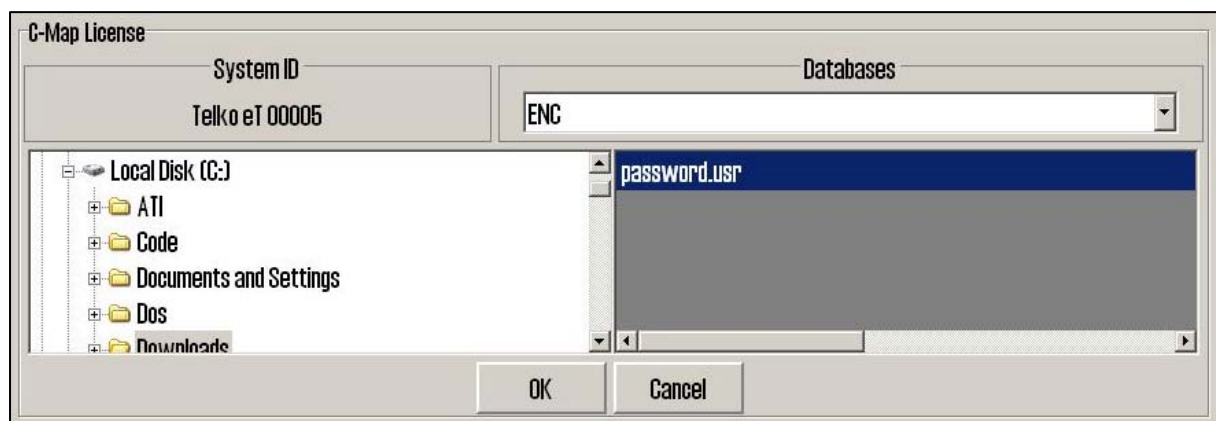 C-Map License
System ID
Telko eT 00005
Databases
ENC
Local Disk (C:)
ATI
Code
Documents and Settings
Dos
Downloads
password.usr
OK
Cancel